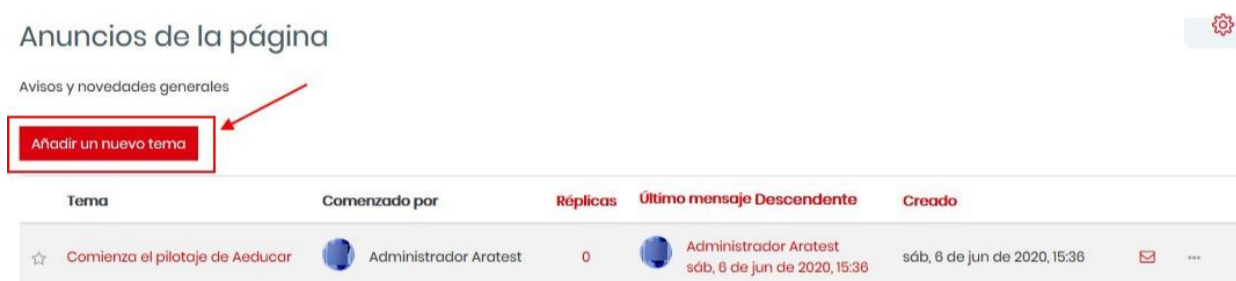 Anuncios de la página
Avisos y novedades generales
Añadir un nuevo tema
Tema Comenzado por Réplicas Último mensaje Descendente Creado
Comienza el pilotaje de Aeducar Administrador Aratest 0 Administrador Aratest sáb, 6 de jun de 2020, 15:36
sáb, 6 de jun de 2020, 15:36